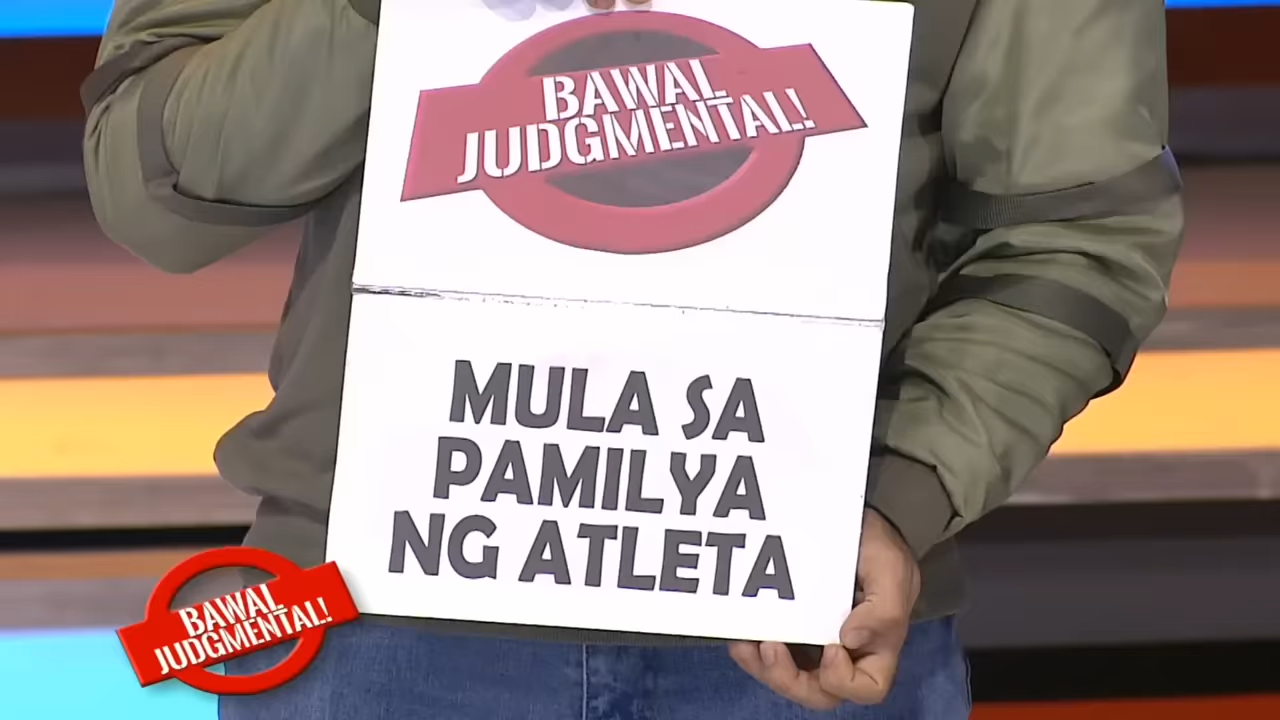 BAWAL
JUDGMENTAL!
MULA SA
PAMILYA
NG ATLETA
BAWAL
JUDGMENTAL!